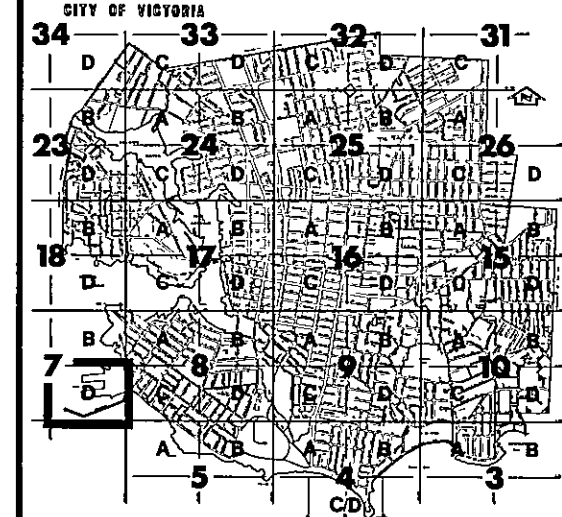 CITY OF VICTORIA
34 33 32 31
D C D C D C
B A B A B A
23 24 25 26
D C D C D C D
B A B A B A B
18 17 16 15
D C D C D C D
B A B A B A B
7 8 9 10
D C D C D C D
A B A B A B
5 4 3
C/D